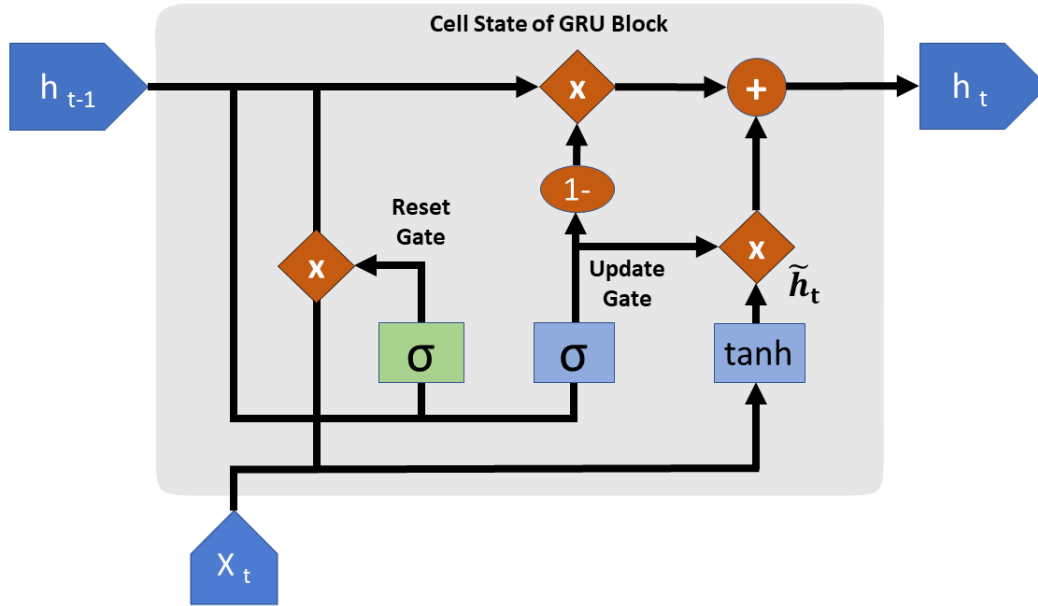 Cell State of GRU Block
h t-1
x
+
h t
1-
Reset
Gate
x
Update
Gate
x
h̃t
σ
σ
tanh
X t